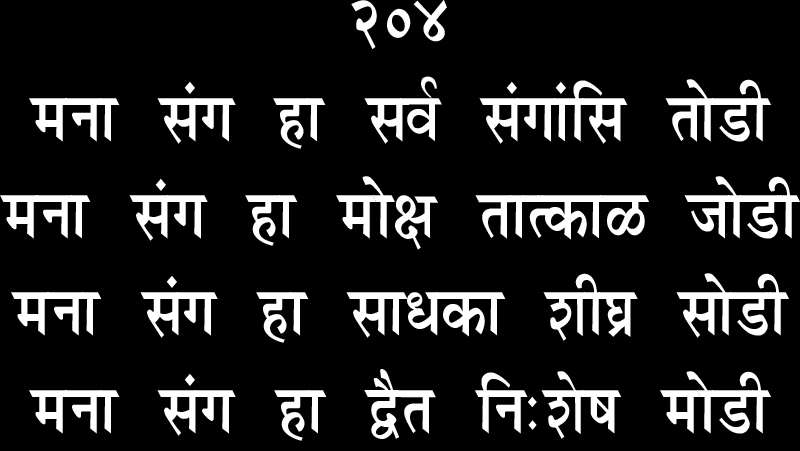 २०४
मना संग हा सर्व संगांसि तोडी
मना संग हा मोक्ष तात्काळ जोडी
मना संग हा साधका शीघ्र सोडी
मना संग हा द्वैत निःशेष मोडी